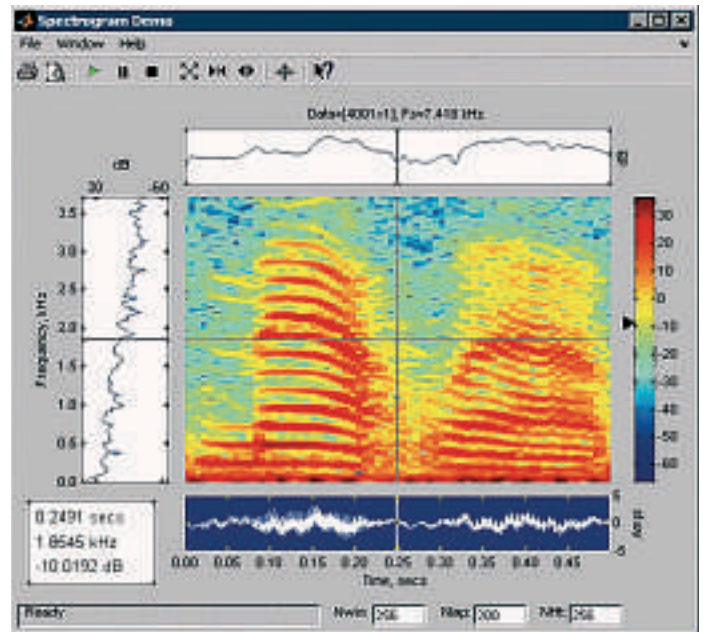 Spectrogram Demo
File Window Help
Data=[4001x1], Fs=7.418 kHz
dB
30 -60
dB
3.5
3.0
2.5
2.0
1.5
1.0
0.5
0.0
Frequency, kHz
30
20
10
0
-10
-20
-30
-40
-50
-60
0.2491 secs
1.8545 kHz
-10.0192 dB
5
0
-5
0.00 0.05 0.10 0.15 0.20 0.25 0.30 0.35 0.40 0.45
Time, secs
Ready Nwin: 256 Nlap: 200 Nfft: 256